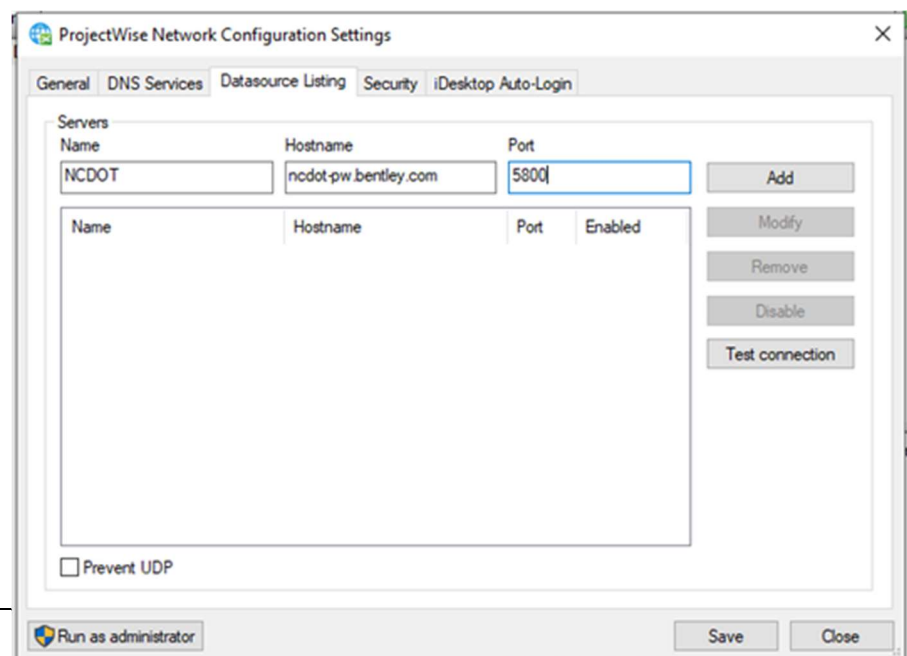 ProjectWise Network Configuration Settings
General DNS Services Datasource Listing Security iDesktop Auto-Login
Servers
Name Hostname Port
NCDOT ncdot-pw.bentley.com 5800 Add
Name Hostname Port Enabled Modify
Remove
Disable
Test connection
Prevent UDP
Run as administrator Save Close